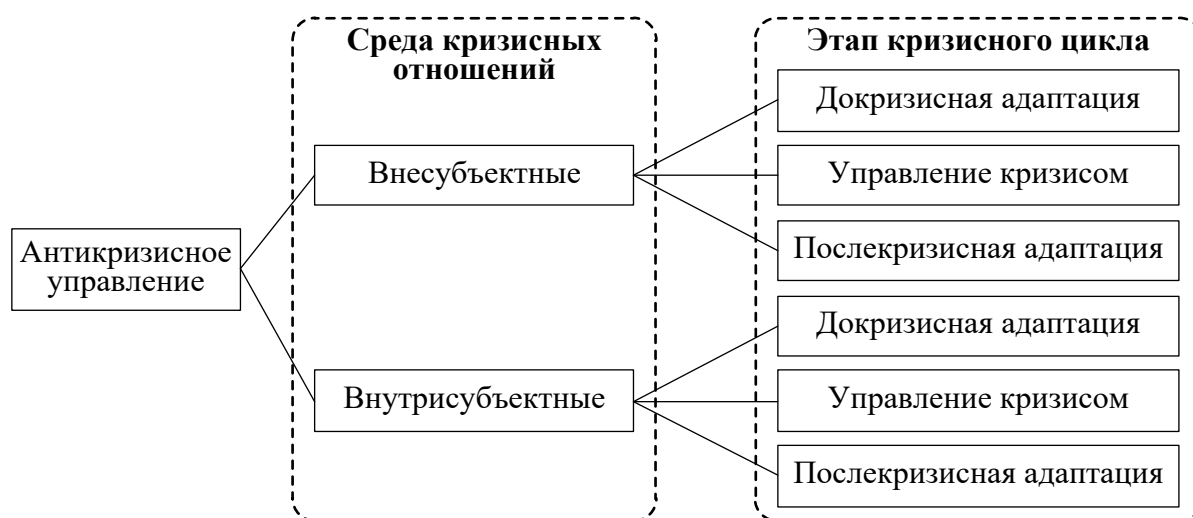 Среда кризисных
отношений
Этап кризисного цикла
Докризисная адаптация
Внесубъектные
Управление кризисом
Послекризисная адаптация
Антикризисное
управление
Докризисная адаптация
Внутрисубъектные
Управление кризисом
Послекризисная адаптация